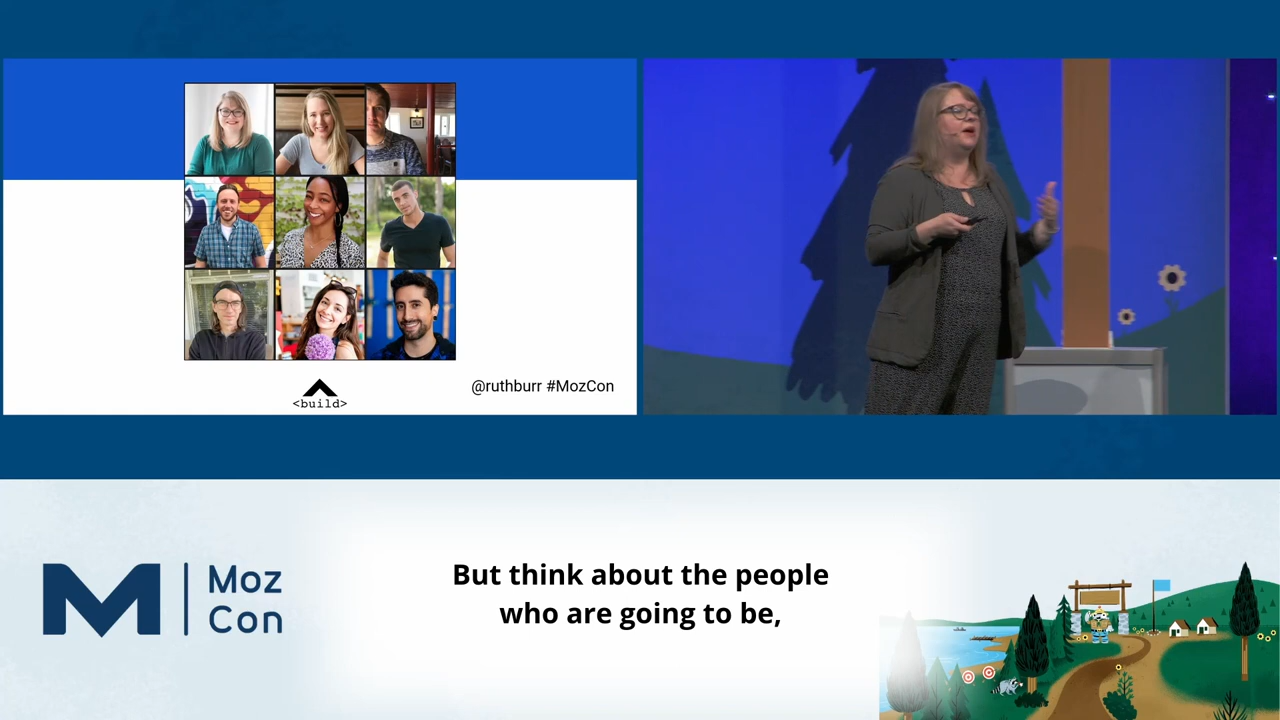 <build>
@ruthburr #MozCon
Moz
Con
But think about the people
who are going to be,